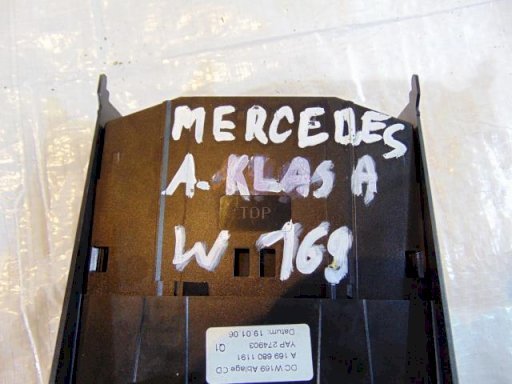 MERCEDES
A. KLASA
TOP
W 169
DC W169 Ablage CD
A 169 680 1191
YAP 274903 Q1
Datum: 19.01.06